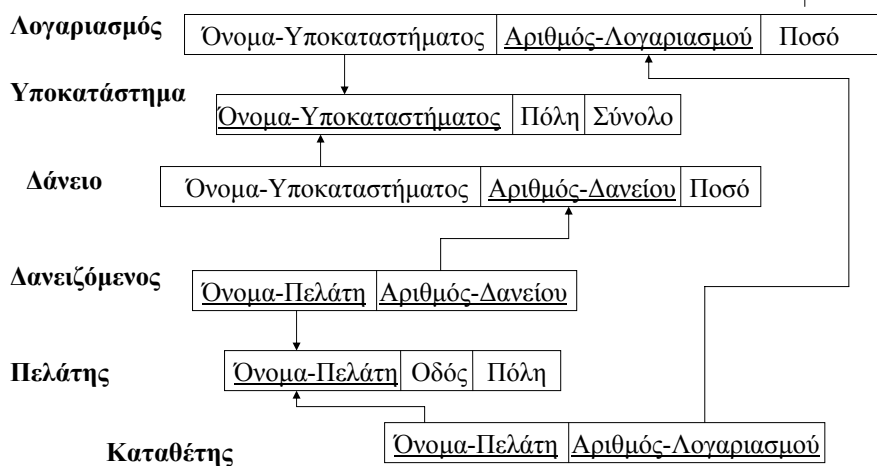 Λογαριασμός Όνομα-Υποκαταστήματος Αριθμός-Λογαριασμού Ποσό
Υποκατάστημα
Όνομα-Υποκαταστήματος Πόλη Σύνολο
Δάνειο Όνομα-Υποκαταστήματος Αριθμός-Δανείου Ποσό
Δανειζόμενος Όνομα-Πελάτη Αριθμός-Δανείου
Πελάτης Όνομα-Πελάτη Οδός Πόλη
Καταθέτης Όνομα-Πελάτη Αριθμός-Λογαριασμού